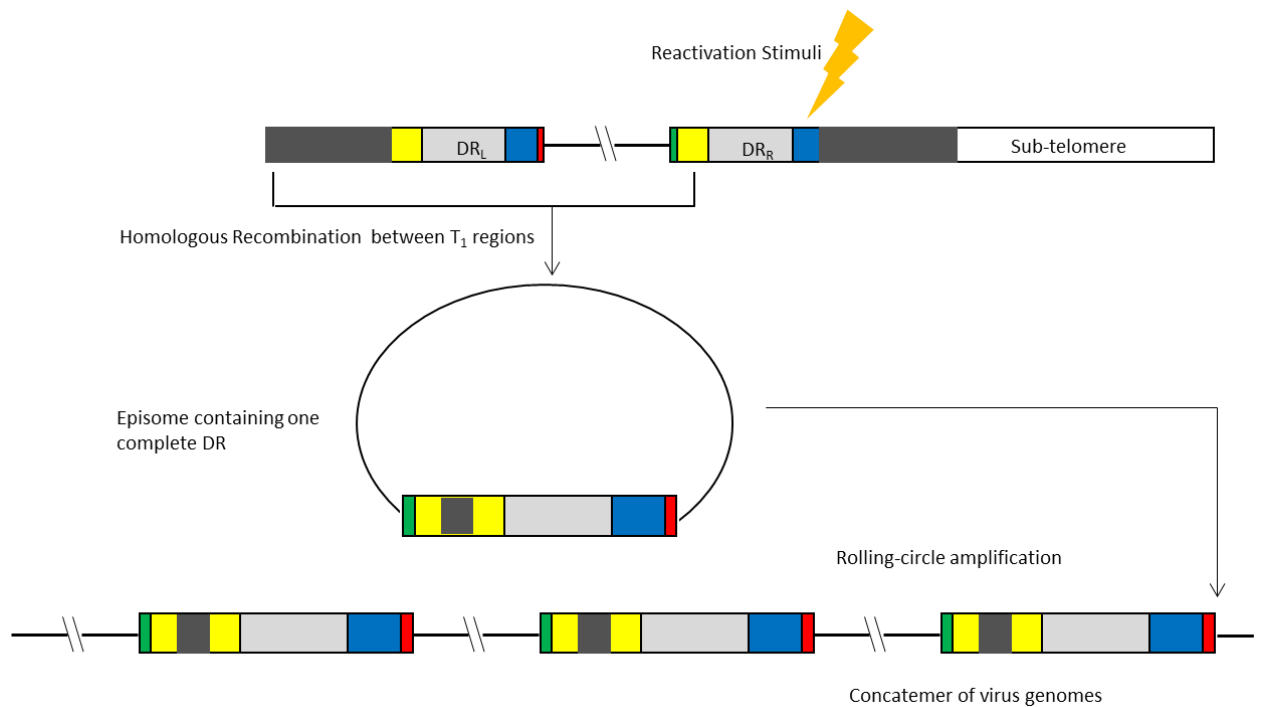 Reactivation Stimuli
DRL
DRR
Sub-telomere
Homologous Recombination between T1 regions
Episome containing one
complete DR
Rolling-circle amplification
Concatemer of virus genomes